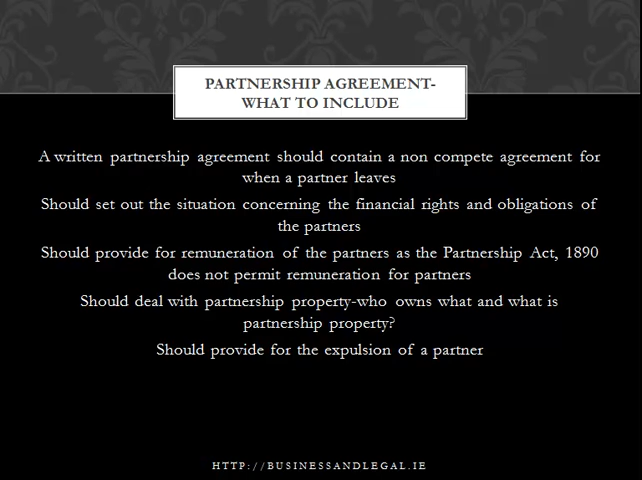 PARTNERSHIP AGREEMENT-
WHAT TO INCLUDE
A written partnership agreement should contain a non compete agreement for
when a partner leaves
Should set out the situation concerning the financial rights and obligations of
the partners
Should provide for remuneration of the partners as the Partnership Act, 1890
does not permit remuneration for partners
Should deal with partnership property-who owns what and what is
partnership property?
Should provide for the expulsion of a partner
HTTP://BUSINESSANDLEGAL.IE